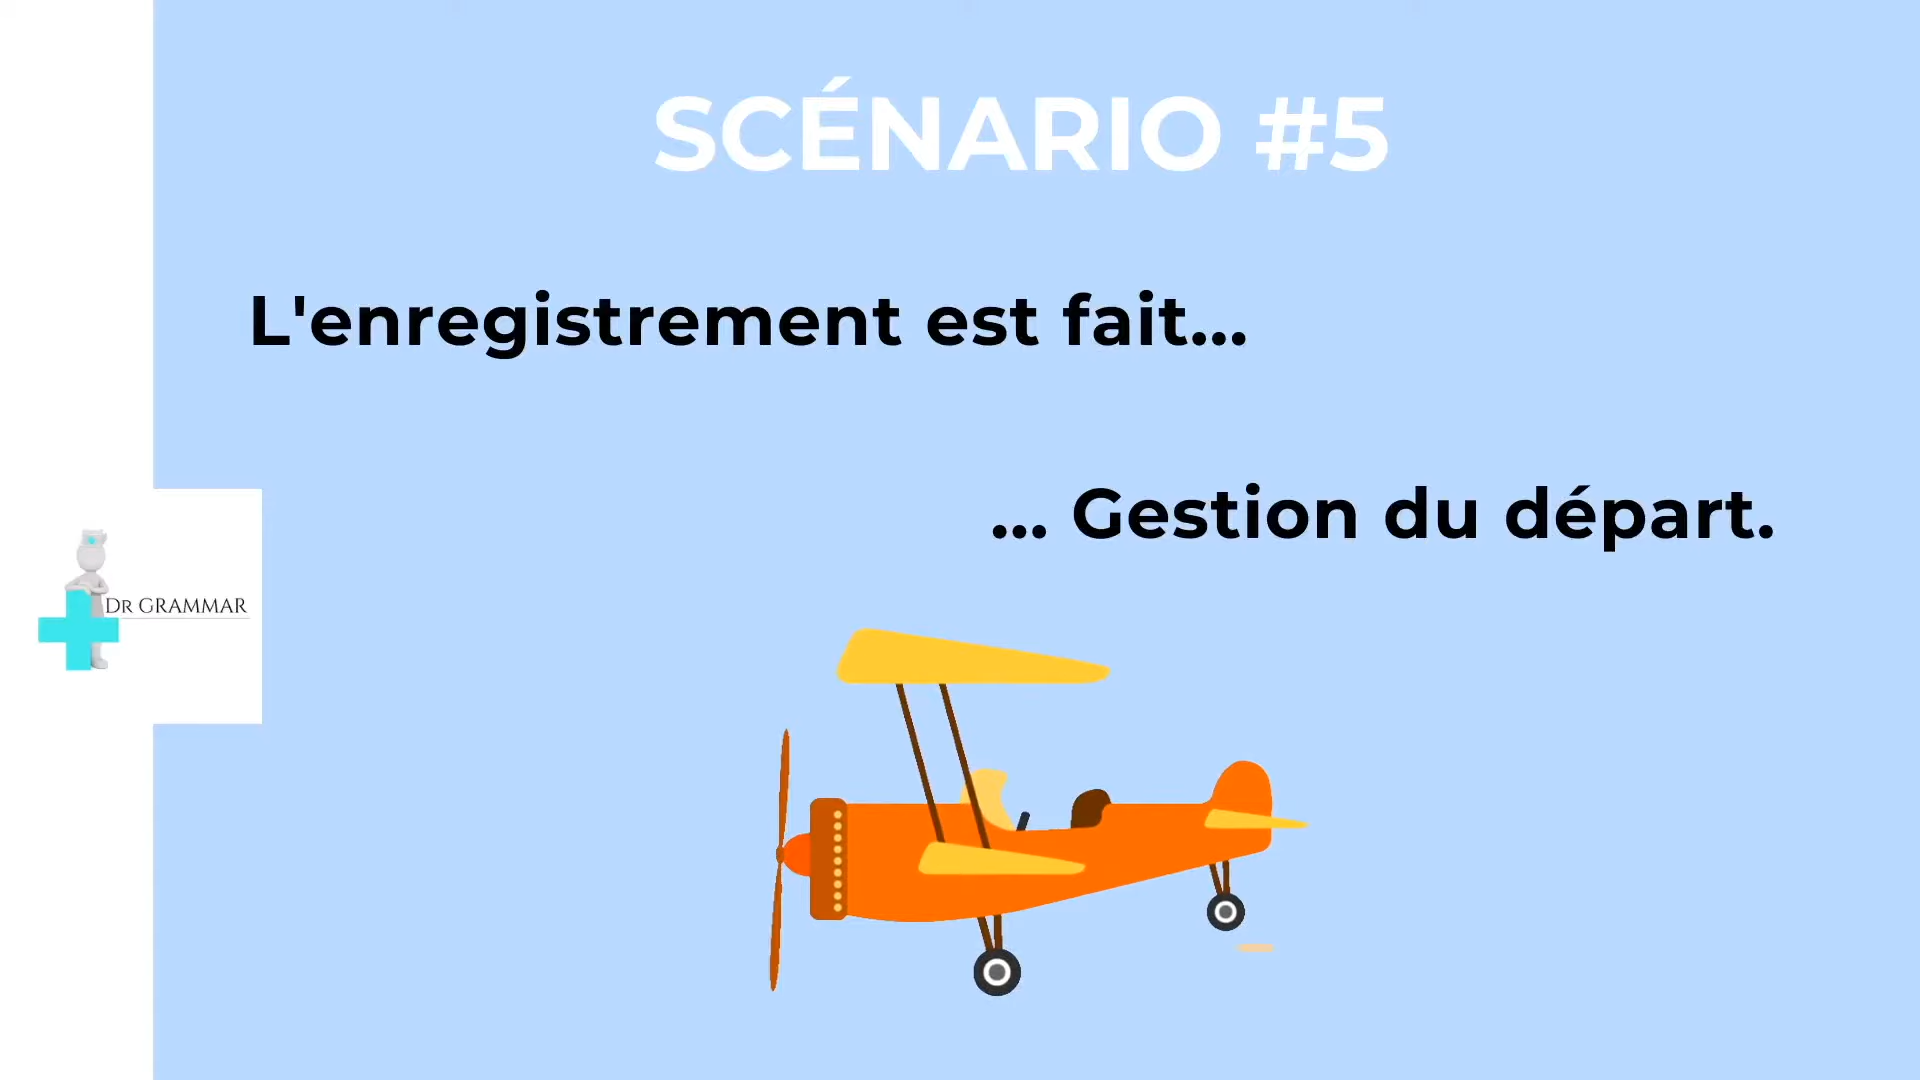 SCÉNARIO #5
L'enregistrement est fait...
... Gestion du départ.
DR GRAMMAR